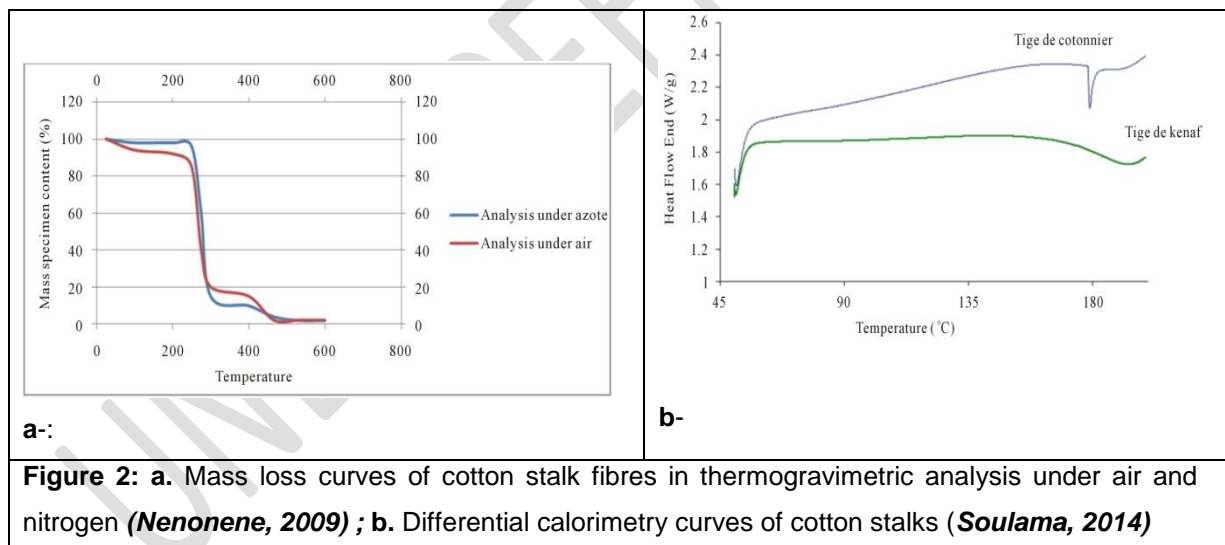 0 200 400 600 800
120 120
100 100
80 80
60 60
40 40
20 20
0 0
0 200 400 600 800
Mass specimen content (%)
Temperature
Analysis under azote
Analysis under air
a-:
2.6
2.4
2.2
2
1.8
1.6
1.4
1.2
1
45 90 135 180
Heat Flow End (W/g)
Temperature (°C)
Tige de cotonnier
Tige de kenaf
b-
Figure 2: a. Mass loss curves of cotton stalk fibres in thermogravimetric analysis under air and
nitrogen (Nenonene, 2009) ; b. Differential calorimetry curves of cotton stalks (Soulama, 2014)